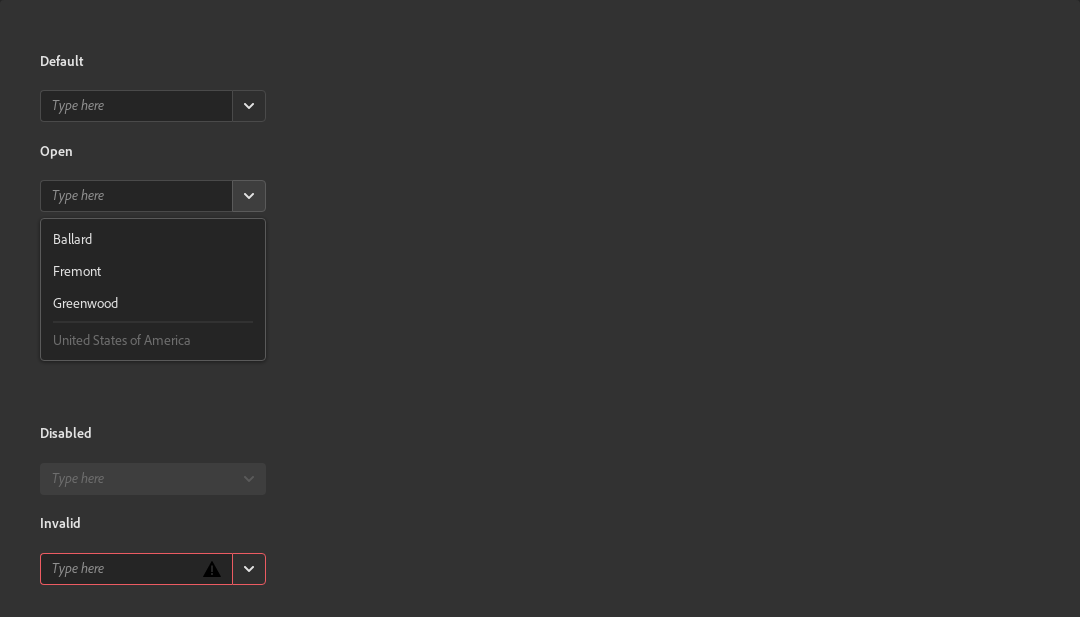 Default
Type here
Open
Type here
Ballard
Fremont
Greenwood
United States of America
Disabled
Type here
Invalid
Type here